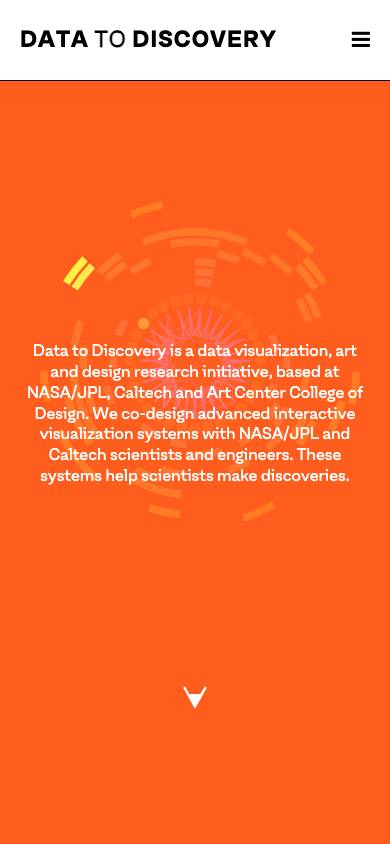 DATA TO DISCOVERY
Data to Discovery is a data visualization, art
and design research initiative, based at
NASA/JPL, Caltech and Art Center College of
Design. We co-design advanced interactive
visualization systems with NASA/JPL and
Caltech scientists and engineers. These
systems help scientists make discoveries.